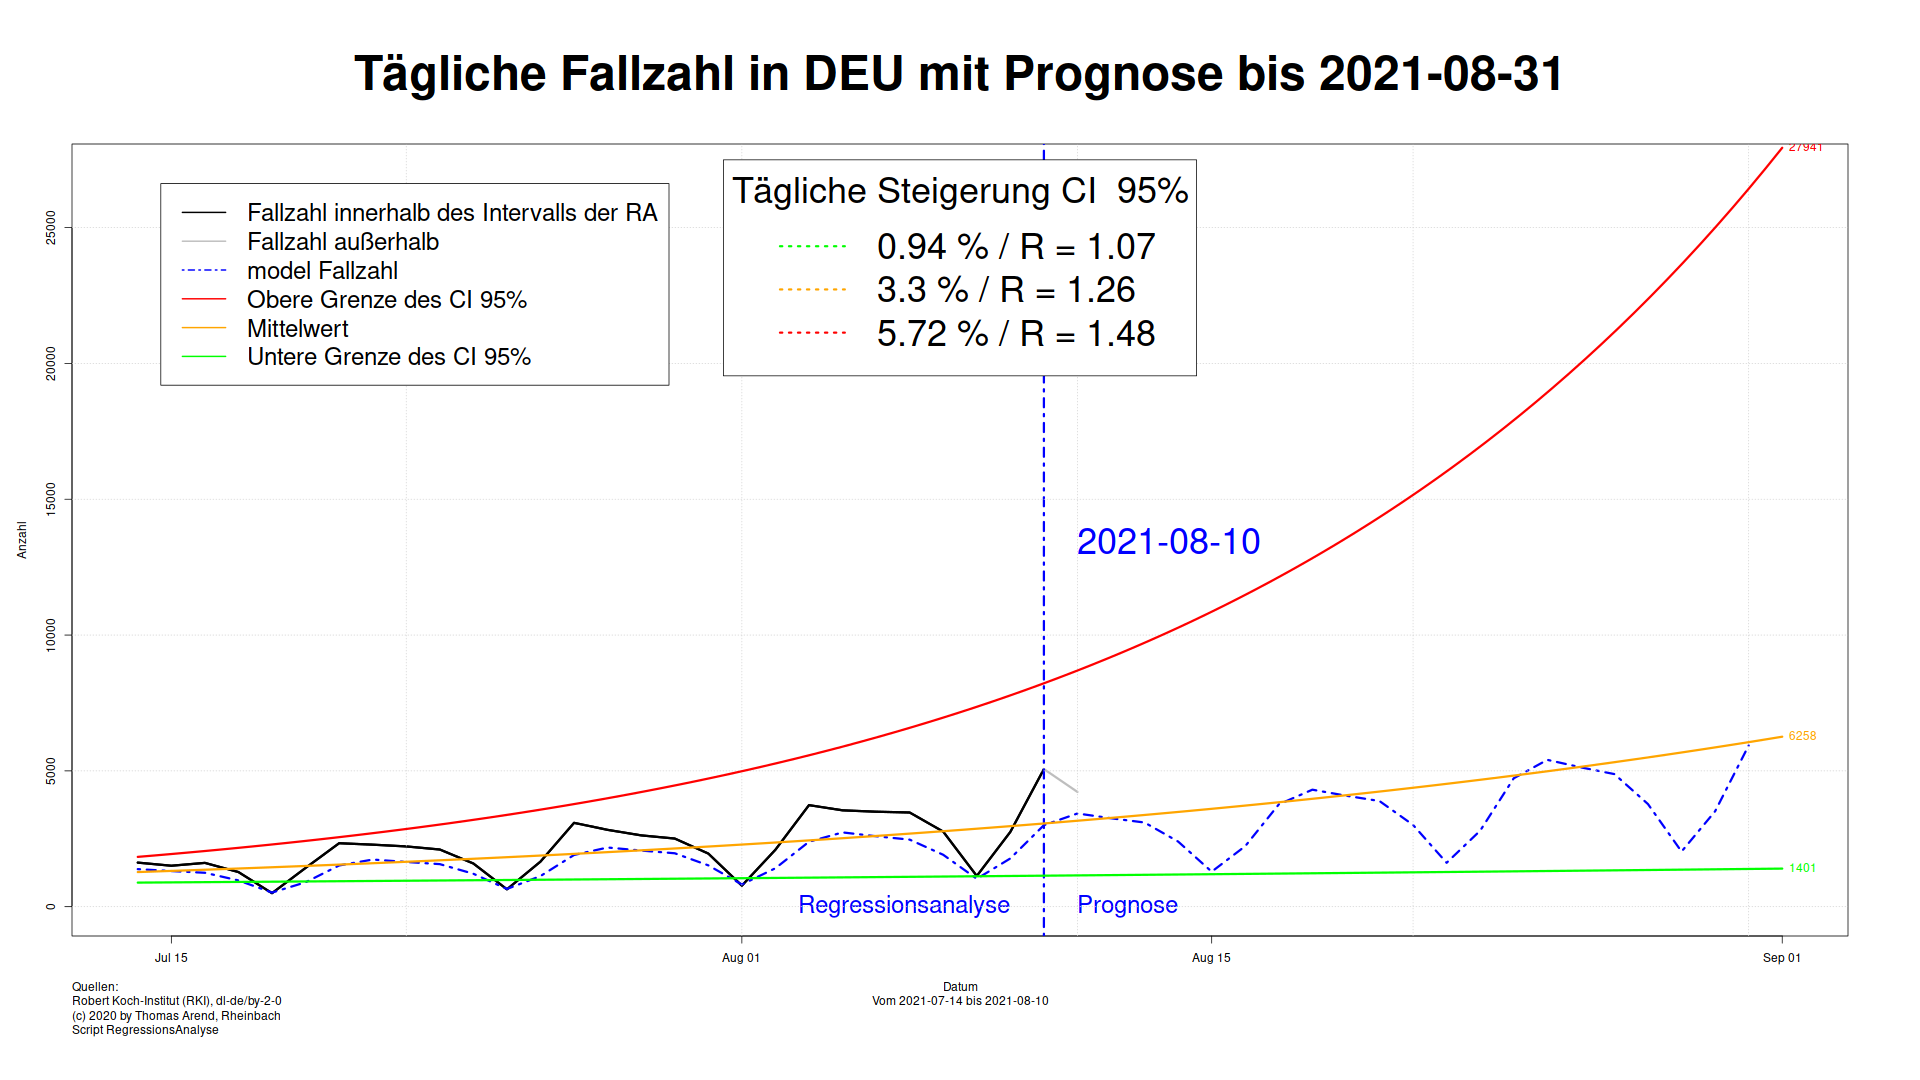 Tägliche Fallzahl in DEU mit Prognose bis 2021-08-31
Fallzahl innerhalb des Intervalls der RA
Fallzahl außerhalb
model Fallzahl
Obere Grenze des CI 95%
Mittelwert
Untere Grenze des CI 95%
Tägliche Steigerung CI  95%
0.94 % / R = 1.07
3.3 % / R = 1.26
5.72 % / R = 1.48
27941
25000
20000
15000
10000
5000
0
Anzahl
2021-08-10
6258
1401
Regressionsanalyse
Prognose
Jul 15
Aug 01
Aug 15
Sep 01
Datum
Vom 2021-07-14 bis 2021-08-10
Quellen:
Robert Koch-Institut (RKI), dl-de/by-2-0
(c) 2020 by Thomas Arend, Rheinbach
Script RegressionsAnalyse